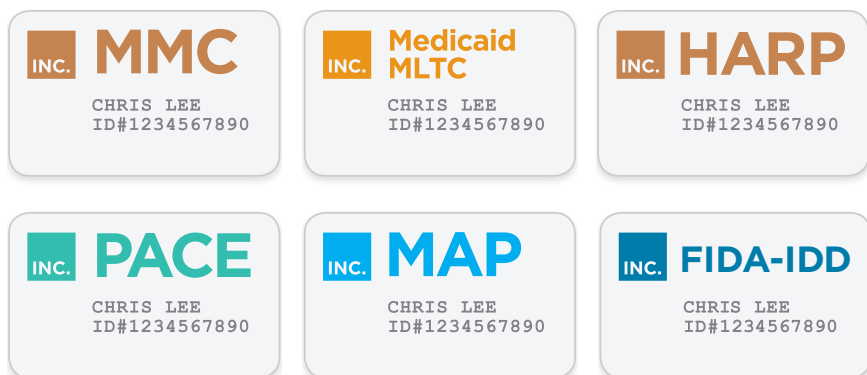 INC. MMC
CHRIS LEE
ID#1234567890
INC. Medicaid
MLTC
CHRIS LEE
ID#1234567890
INC. HARP
CHRIS LEE
ID#1234567890
INC. PACE
CHRIS LEE
ID#1234567890
INC. MAP
CHRIS LEE
ID#1234567890
INC. FIDA-IDD
CHRIS LEE
ID#1234567890